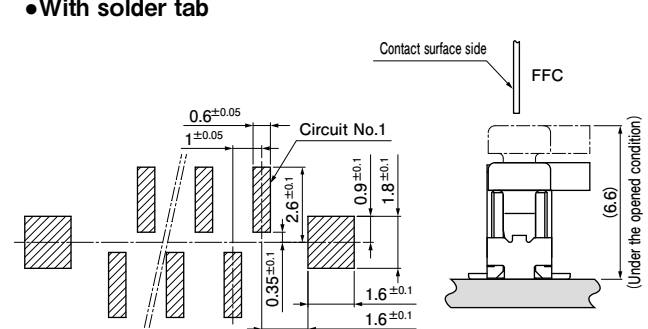 ●With solder tab
Contact surface side
FFC
0.6±0.05
1±0.05
Circuit No.1
2.6±0.1
0.9±0.1
1.8±0.1
0.35±0.1
1.6±0.1
1.6±0.1
(6.6)
(Under the opened condition)